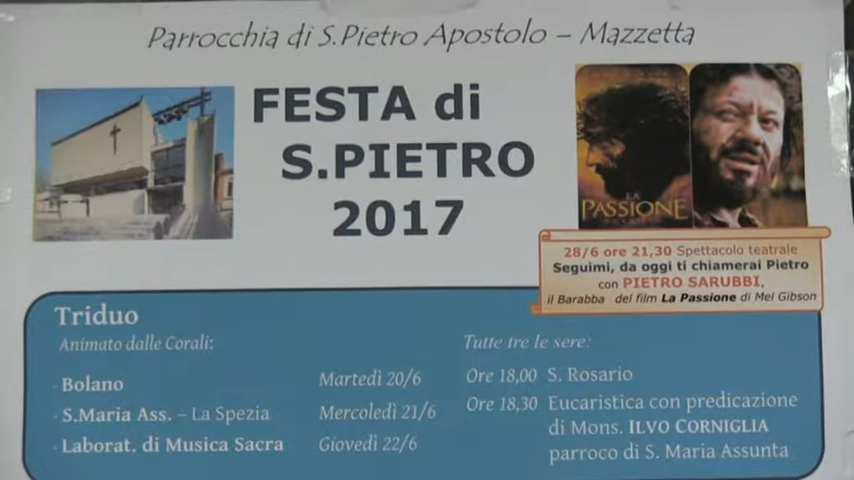 Parrocchia di S.Pietro Apostolo – Mazzetta
FESTA di
S.PIETRO
2017
LA
PASSIONE
28/6 ore 21,30 Spettacolo teatrale
Seguimi, da oggi ti chiamerai Pietro
con PIETRO SARUBBI,
il Barabba del film La Passione di Mel Gibson
Triduo
Animato dalle Corali:
- Bolano Martedì 20/6
- S.Maria Ass. – La Spezia Mercoledì 21/6
- Laborat. di Musica Sacra Giovedì 22/6
Tutte tre le sere:
Ore 18,00 S. Rosario
Ore 18,30 Eucaristica con predicazione
di Mons. ILVO CORNIGLIA
parroco di S. Maria Assunta